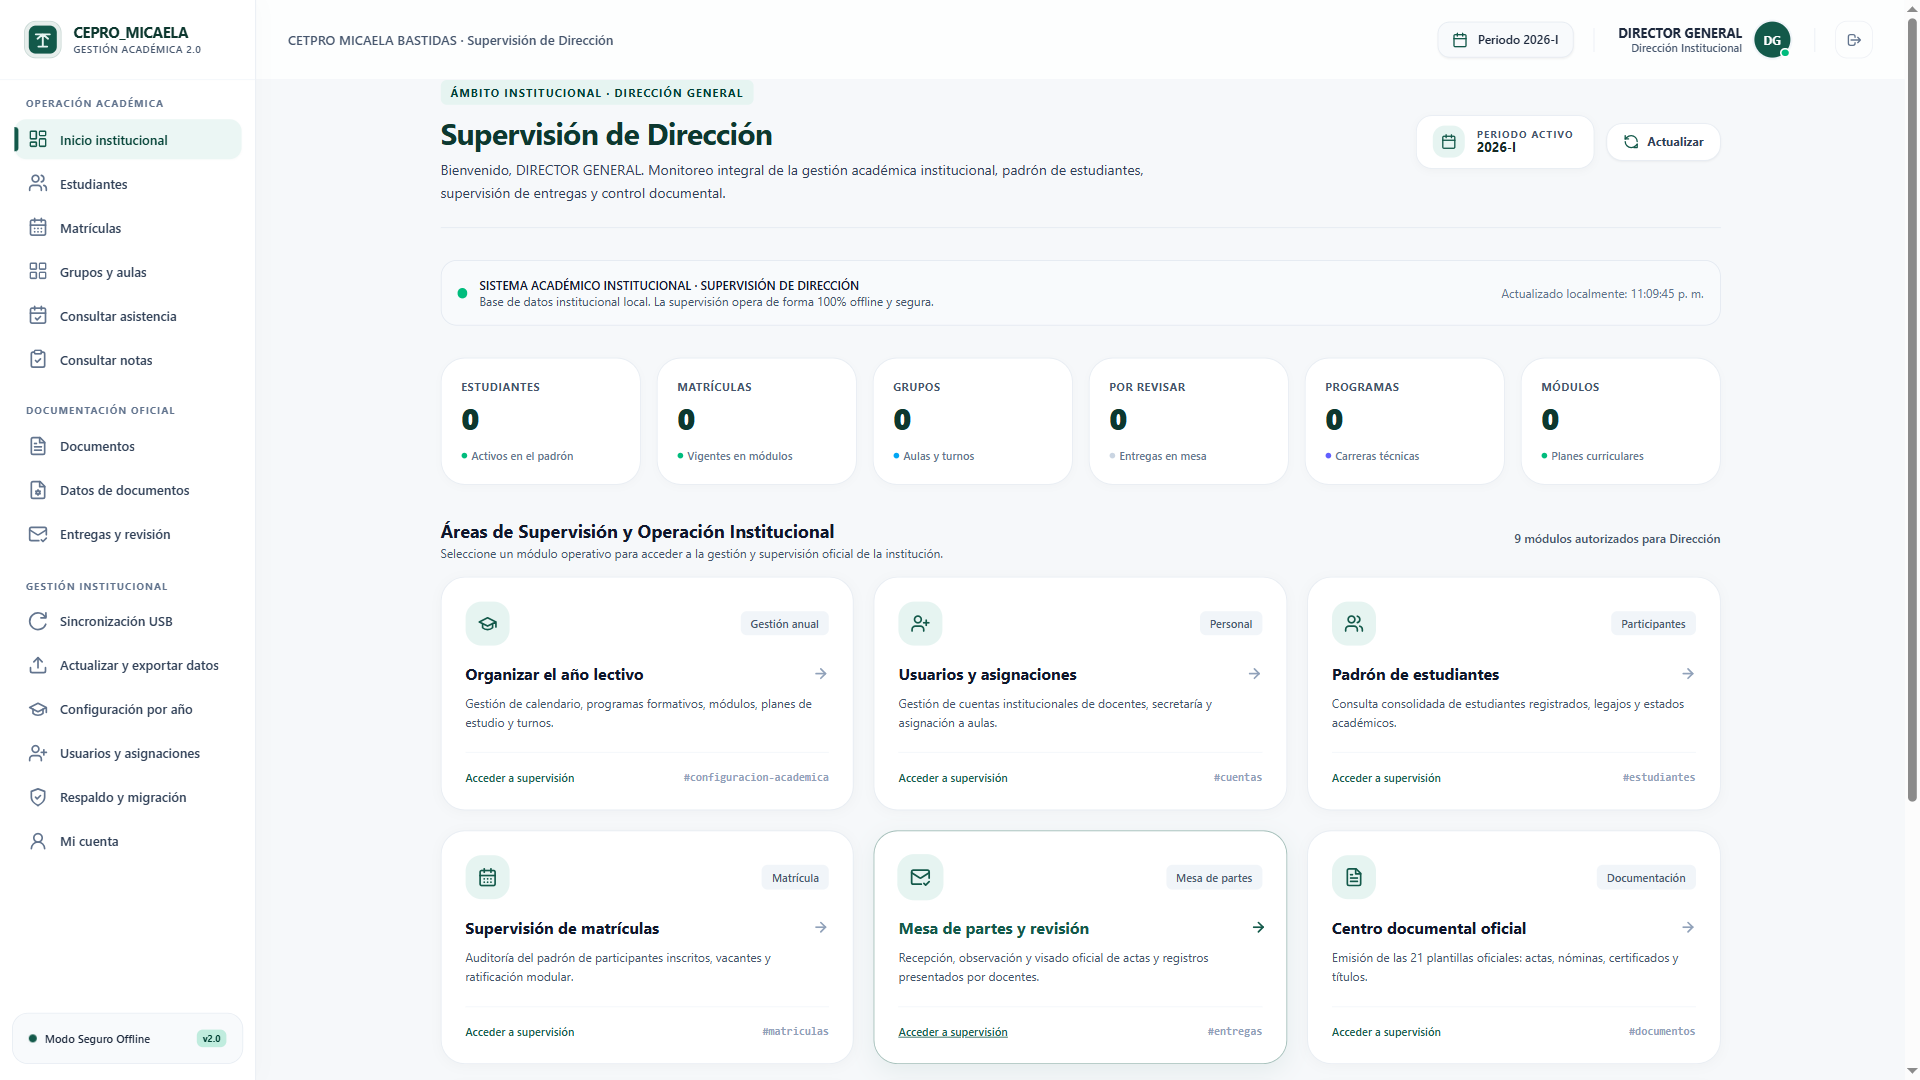 CEPRO_MICAELA
GESTIÓN ACADÉMICA 2.0
OPERACIÓN ACADÉMICA
Inicio institucional
Estudiantes
Matrículas
Grupos y aulas
Consultar asistencia
Consultar notas
DOCUMENTACIÓN OFICIAL
Documentos
Datos de documentos
Entregas y revisión
GESTIÓN INSTITUCIONAL
Sincronización USB
Actualizar y exportar datos
Configuración por año
Usuarios y asignaciones
Respaldo y migración
Mi cuenta
Modo Seguro Offline
v2.0
CETPRO MICAELA BASTIDAS · Supervisión de Dirección
Periodo 2026-I
DIRECTOR GENERAL
Dirección Institucional
DG
ÁMBITO INSTITUCIONAL · DIRECCIÓN GENERAL
Supervisión de Dirección
Bienvenido, DIRECTOR GENERAL. Monitoreo integral de la gestión académica institucional, padrón de estudiantes,
supervisión de entregas y control documental.
PERIODO ACTIVO
2026-I
Actualizar
SISTEMA ACADÉMICO INSTITUCIONAL · SUPERVISIÓN DE DIRECCIÓN
Base de datos institucional local. La supervisión opera de forma 100% offline y segura.
Actualizado localmente: 11:09:45 p. m.
ESTUDIANTES
0
Activos en el padrón
MATRÍCULAS
0
Vigentes en módulos
GRUPOS
0
Aulas y turnos
POR REVISAR
0
Entregas en mesa
PROGRAMAS
0
Carreras técnicas
MÓDULOS
0
Planes curriculares
Áreas de Supervisión y Operación Institucional
Seleccione un módulo operativo para acceder a la gestión y supervisión oficial de la institución.
9 módulos autorizados para Dirección
Gestión anual
Organizar el año lectivo
Gestión de calendario, programas formativos, módulos, planes de
estudio y turnos.
Acceder a supervisión
#configuracion-academica
Personal
Usuarios y asignaciones
Gestión de cuentas institucionales de docentes, secretaría y
asignación a aulas.
Acceder a supervisión
#cuentas
Participantes
Padrón de estudiantes
Consulta consolidada de estudiantes registrados, legajos y estados
académicos.
Acceder a supervisión
#estudiantes
Matrícula
Supervisión de matrículas
Auditoría del padrón de participantes inscritos, vacantes y
ratificación modular.
Acceder a supervisión
#matriculas
Mesa de partes
Mesa de partes y revisión
Recepción, observación y visado oficial de actas y registros
presentados por docentes.
Acceder a supervisión
#entregas
Documentación
Centro documental oficial
Emisión de las 21 plantillas oficiales: actas, nóminas, certificados y
títulos.
Acceder a supervisión
#documentos